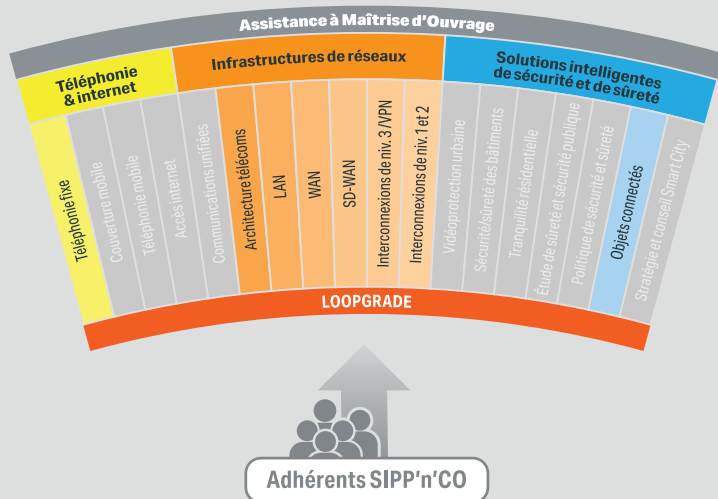 Assistance à Maîtrise d'Ouvrage
Téléphonie
& internet
Infrastructures de réseaux
Solutions intelligentes
de sécurité et de sûreté
Téléphonie fixe
Couverture mobile
Téléphonie mobile
Accès internet
Communications unifiées
Architecture télécoms
LAN
WAN
SD-WAN
Interconnexions de niv. 3 / VPN
Interconnexions de niv. 1 et 2
Vidéoprotection urbaine
Sécurité/sûreté des bâtiments
Tranquilité résidentielle
Étude de sûreté et sécurité publique
Politique de sécurité et sûreté
Objets connectés
Stratégie et conseil Smart City
LOOPGRADE
Adhérents SIPP'n'CO